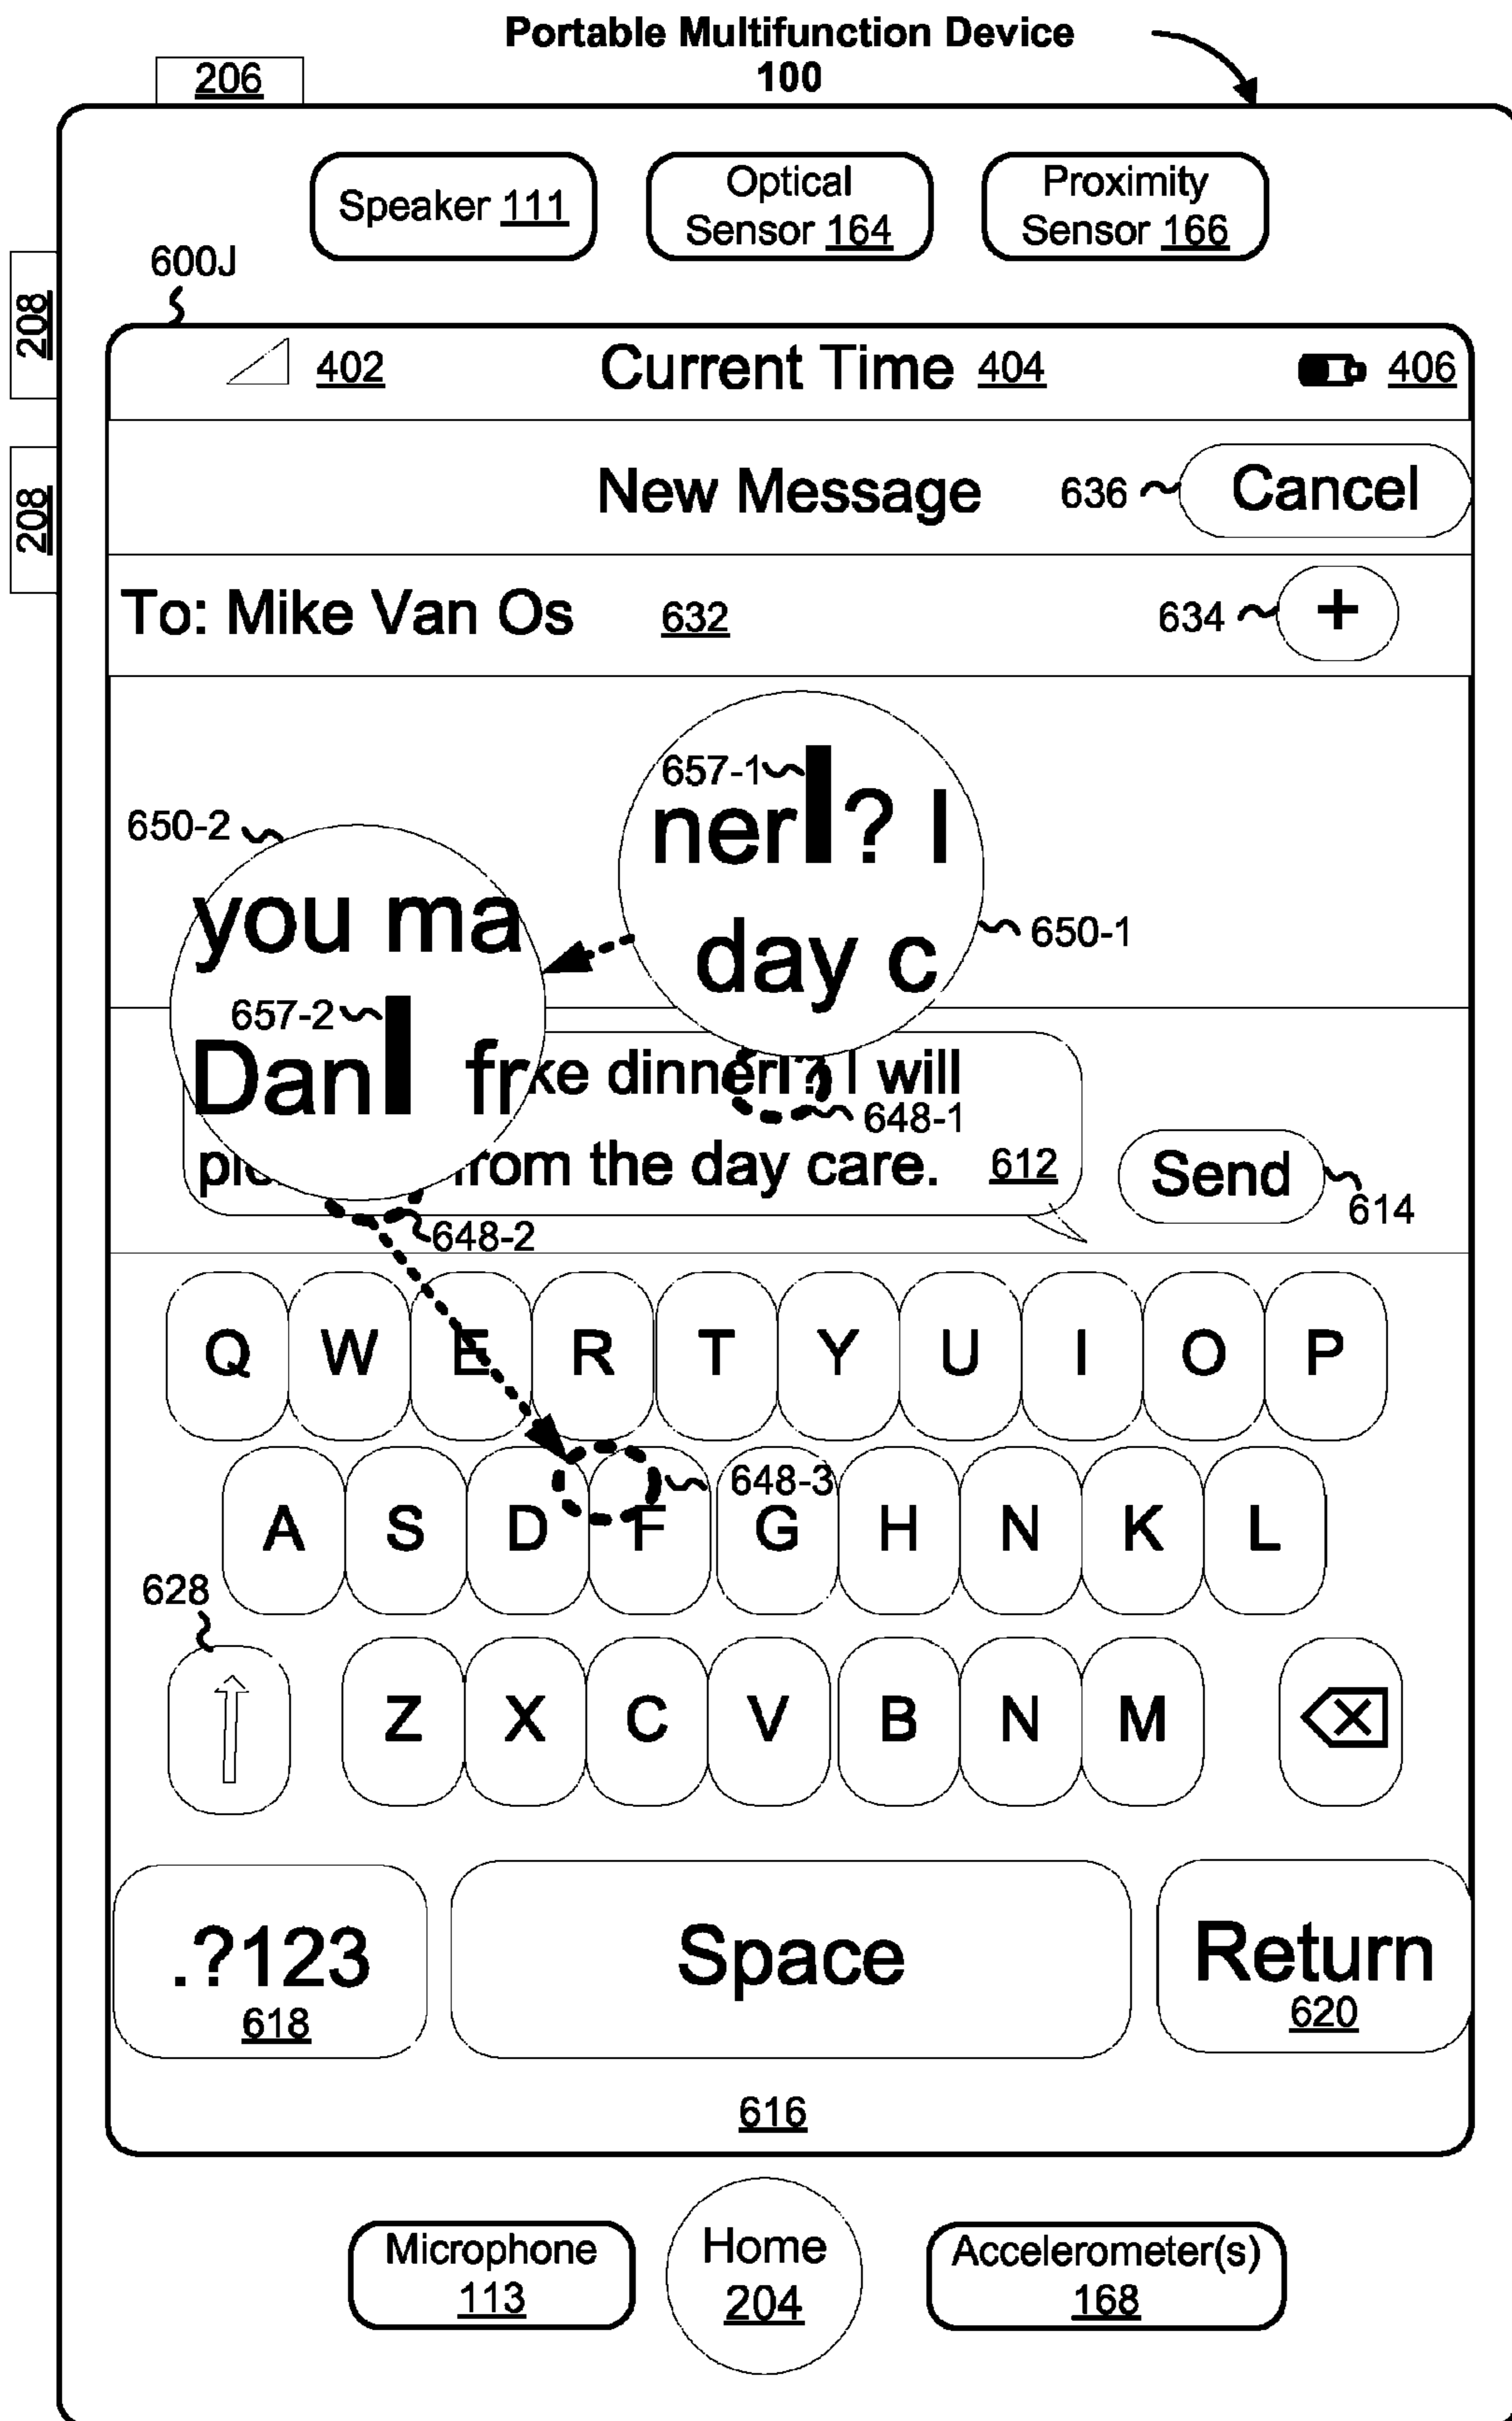 Portable Multifunction Device
100
206
Speaker 111
Optical
Sensor 164
Proximity
Sensor 166
208
208
600J
402
Current Time 404
406
New Message
636
Cancel
To: Mike Van Os
632
634
+
657-1
ner ? I
day c
650-1
650-2
you ma
657-2
Dan fr
ke dinner ? I will
648-1
from the day care.
612
Send
614
648-2
Q W E R T Y U I O P
648-3
A S D F G H N K L
628
Z X C V B N M
.?123
618
Space
Return
620
616
Microphone
113
Home
204
Accelerometer(s)
168